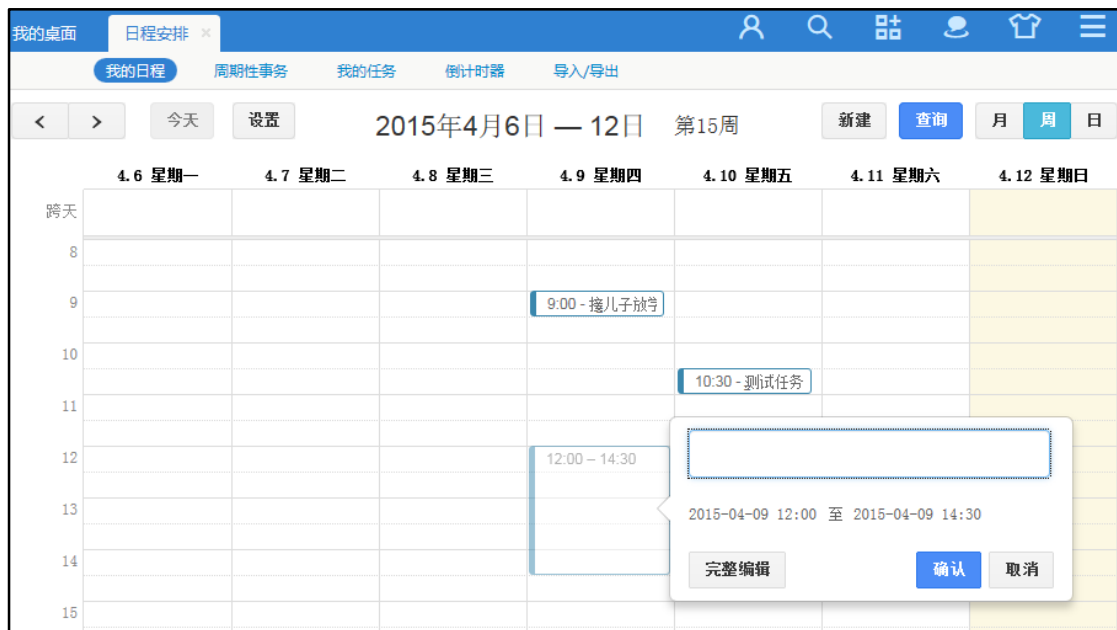 我的桌面 日程安排 ×
我的日程 周期性事务 我的任务 倒计时器 导入/导出
< > 今天 设置 2015年4月6日 — 12日 第15周 新建 查询 月 周 日
4.6 星期一 4.7 星期二 4.8 星期三 4.9 星期四 4.10 星期五 4.11 星期六 4.12 星期日
跨天
8
9 9:00 - 接儿子放学
10
10:30 - 测试任务
11
12 12:00 – 14:30
13 2015-04-09 12:00 至 2015-04-09 14:30
14 完整编辑 确认 取消
15